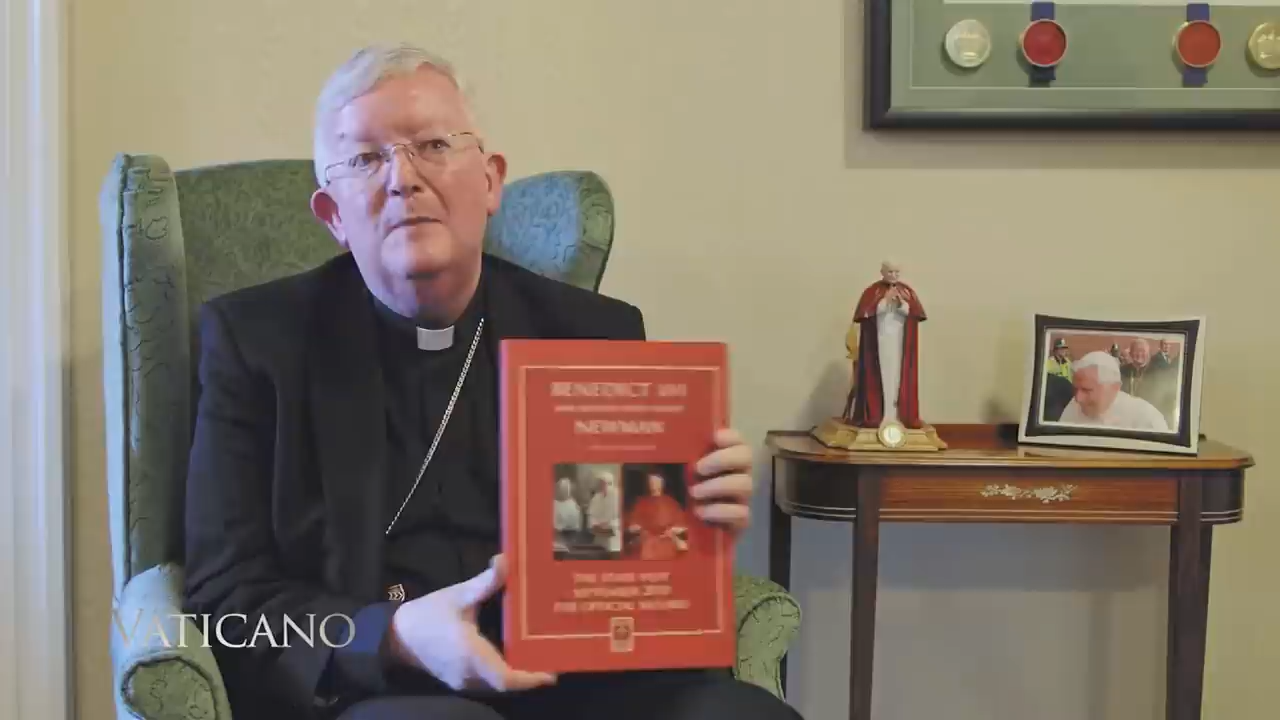 BENEDICT XVI
NEWMAN
THE STATE VISIT
SEPTEMBER 2010
THE OFFICIAL RECORD
VATICANO